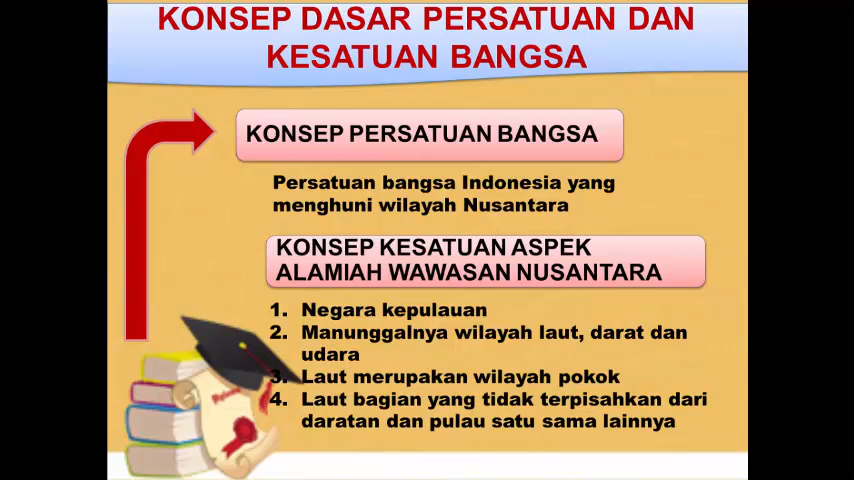 KONSEP DASAR PERSATUAN DAN
KESATUAN BANGSA
KONSEP PERSATUAN BANGSA
Persatuan bangsa Indonesia yang
menghuni wilayah Nusantara
KONSEP KESATUAN ASPEK
ALAMIAH WAWASAN NUSANTARA
1. Negara kepulauan
2. Manunggalnya wilayah laut, darat dan
udara
3. Laut merupakan wilayah pokok
4. Laut bagian yang tidak terpisahkan dari
daratan dan pulau satu sama lainnya